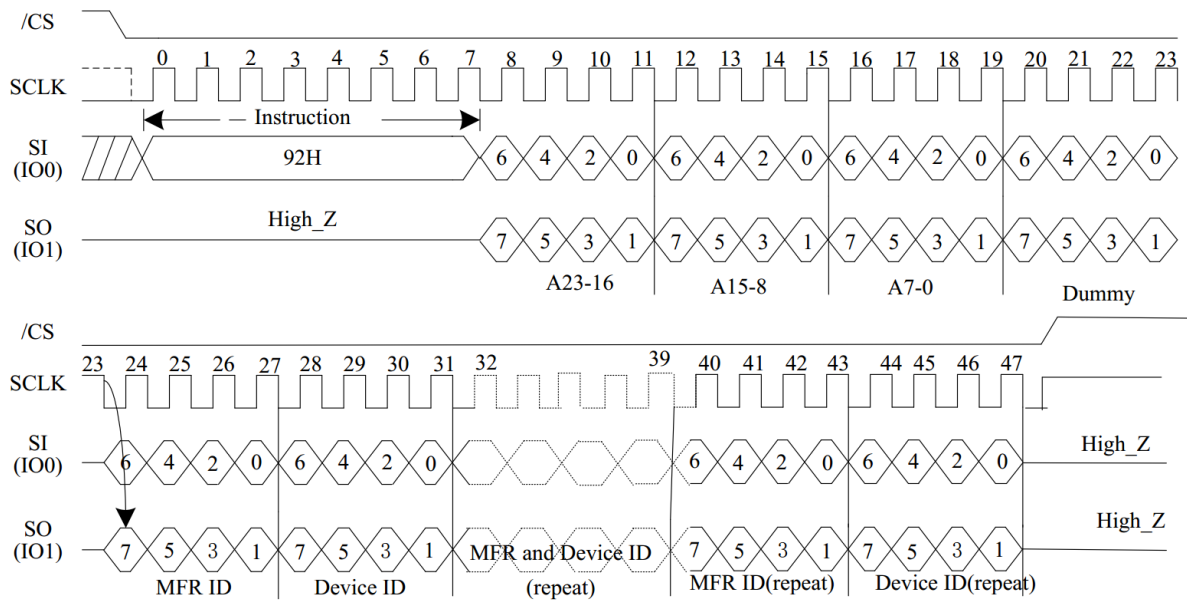 /CS
0 1 2 3 4 5 6 7 8 9 10 11 12 13 14 15 16 17 18 19 20 21 22 23
SCLK
Instruction
SI
(IO0)
92H 6 4 2 0 6 4 2 0 6 4 2 0 6 4 2 0
SO
(IO1)
High_Z 7 5 3 1 7 5 3 1 7 5 3 1 7 5 3 1
A23-16 A15-8 A7-0 Dummy
/CS
23 24 25 26 27 28 29 30 31 32 39 40 41 42 43 44 45 46 47
SCLK
SI
(IO0)
6 4 2 0 6 4 2 0 6 4 2 0 6 4 2 0 High_Z
SO
(IO1)
7 5 3 1 7 5 3 1 MFR and Device ID 7 5 3 1 7 5 3 1 High_Z
(repeat)
MFR ID Device ID MFR ID(repeat) Device ID(repeat)